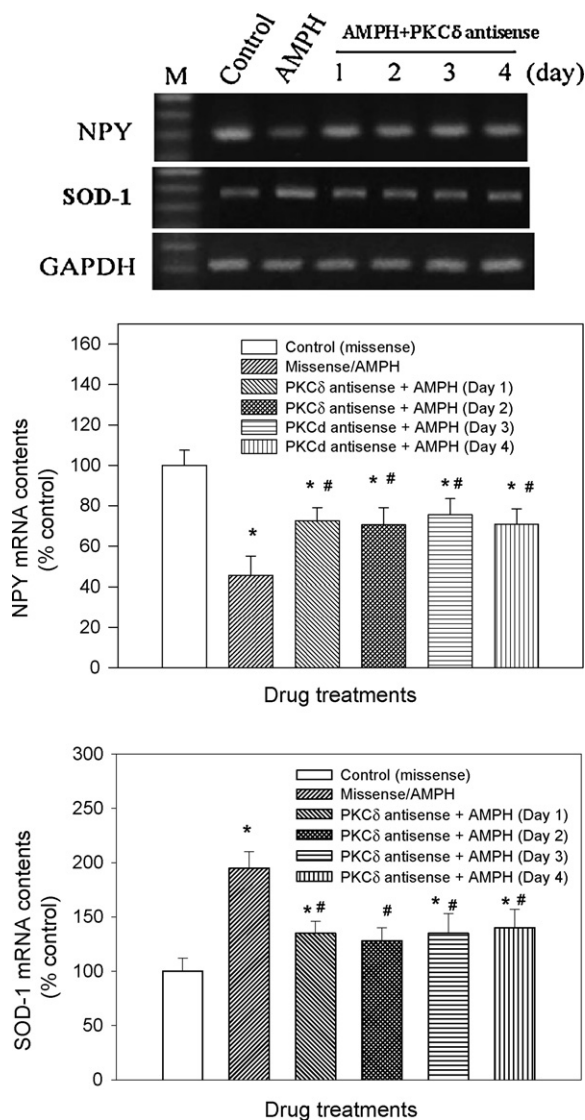 AMPH+PKCδ antisense
M Control AMPH 1 2 3 4 (day)
NPY
SOD-1
GAPDH
160
140
120
100
80
60
40
20
0
NPY mRNA contents
(% control)
Control (missense)
Missense/AMPH
PKCδ antisense + AMPH (Day 1)
PKCδ antisense + AMPH (Day 2)
PKCd antisense + AMPH (Day 3)
PKCd antisense + AMPH (Day 4)
*
* #
* #
* #
* #
Drug treatments
300
250
200
150
100
50
0
SOD-1 mRNA contents
(% control)
Control (missense)
Missense/AMPH
PKCδ antisense + AMPH (Day 1)
PKCδ antisense + AMPH (Day 2)
PKCδ antisense + AMPH (Day 3)
PKCδ antisense + AMPH (Day 4)
*
* #
#
* #
* #
Drug treatments